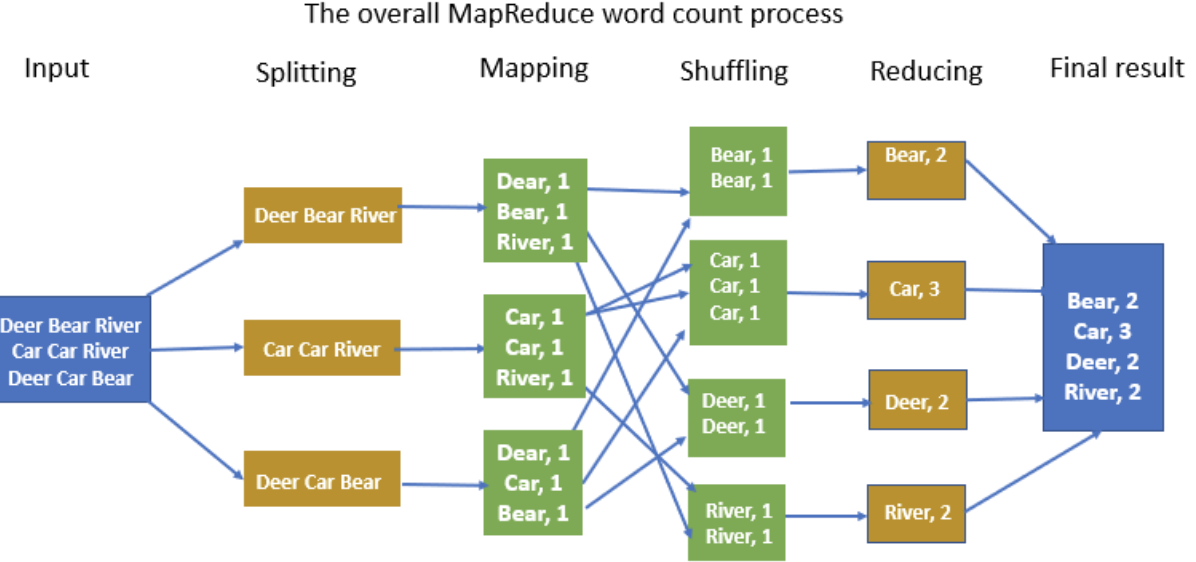 The overall MapReduce word count process
Input
Splitting
Mapping
Shuffling
Reducing
Final result
Deer Bear River
Car Car River
Deer Car Bear
Deer Bear River
Car Car River
Deer Car Bear
Dear, 1
Bear, 1
River, 1
Car, 1
Car, 1
River, 1
Dear, 1
Car, 1
Bear, 1
Bear, 1
Bear, 1
Car, 1
Car, 1
Car, 1
Deer, 1
Deer, 1
River, 1
River, 1
Bear, 2
Car, 3
Deer, 2
River, 2
Bear, 2
Car, 3
Deer, 2
River, 2